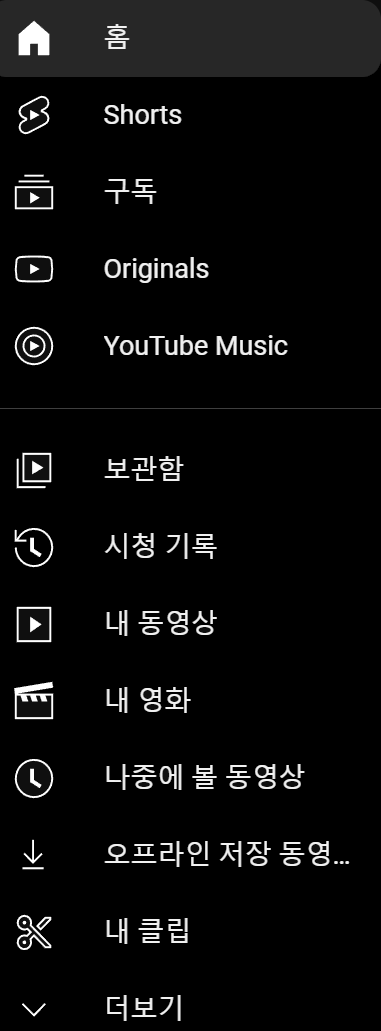 홈
Shorts
구독
Originals
YouTube Music
보관함
시청 기록
내 동영상
내 영화
나중에 볼 동영상
오프라인 저장 동영...
내 클립
더보기